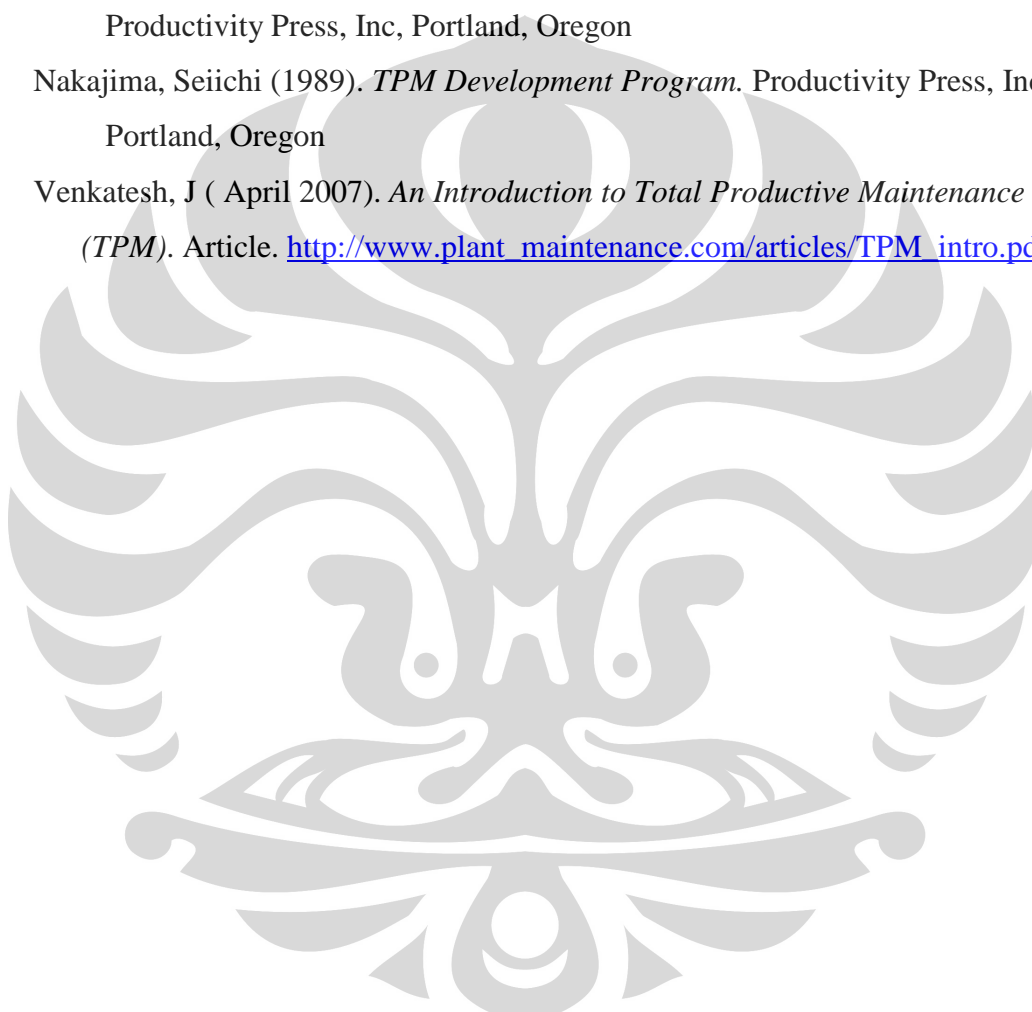 Productivity Press, Inc, Portland, Oregon
Nakajima, Seiichi (1989). TPM Development Program. Productivity Press, Inc
Portland, Oregon
Venkatesh, J ( April 2007). An Introduction to Total Productive Maintenance
(TPM). Article. http://www.plant_maintenance.com/articles/TPM_intro.pd